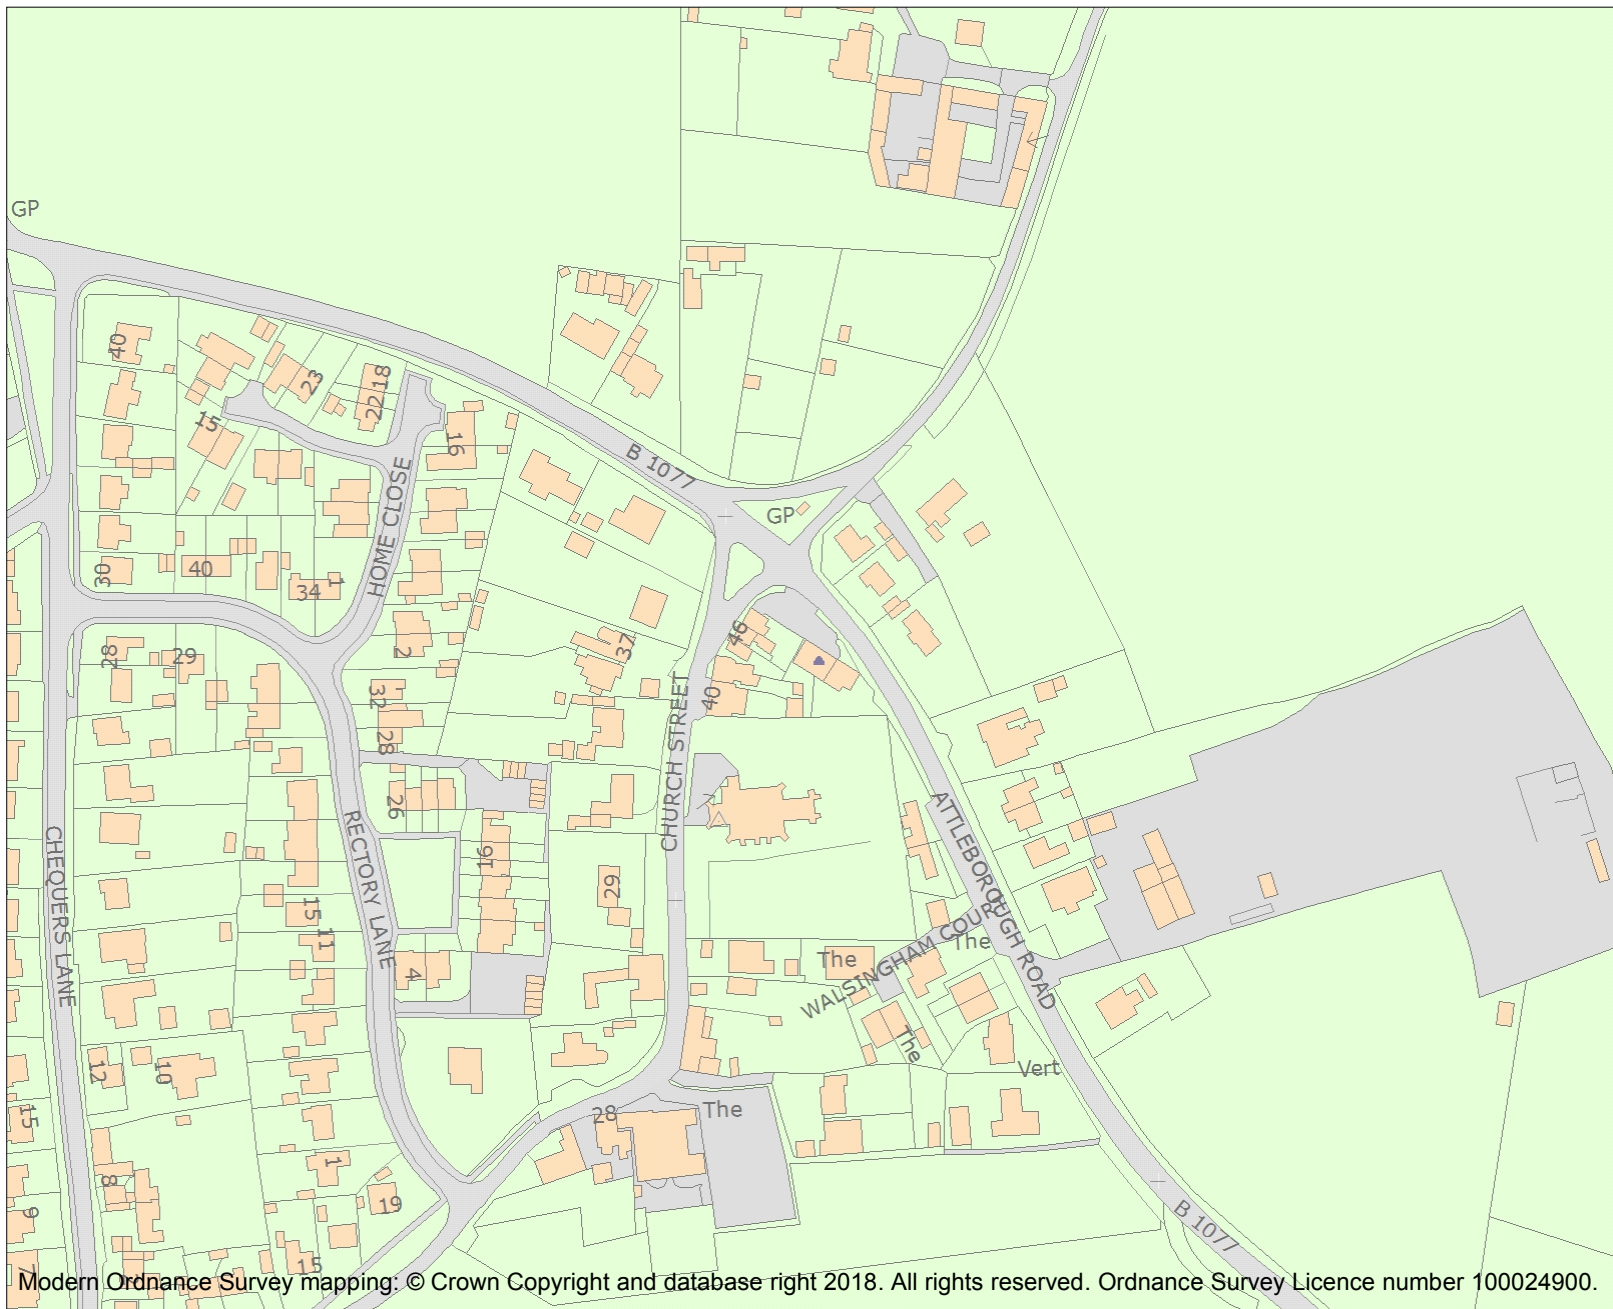 GP
40
23
18
22
15
16
B 1077
HOME CLOSE
GP
30
40
34
1
46
37
2
28
29
32
40
28
CHURCH STREET
26
RECTORY LANE
ATTLEBOROUGH ROAD
CHEQUERS LANE
16
29
15
11
WALSINGHAM COURT
The
The
4
The
12
10
Vert
15
28
The
1
8
19
9
B 1077
15
7
Modern Ordnance Survey mapping: © Crown Copyright and database right 2018. All rights reserved. Ordnance Survey Licence number 100024900.